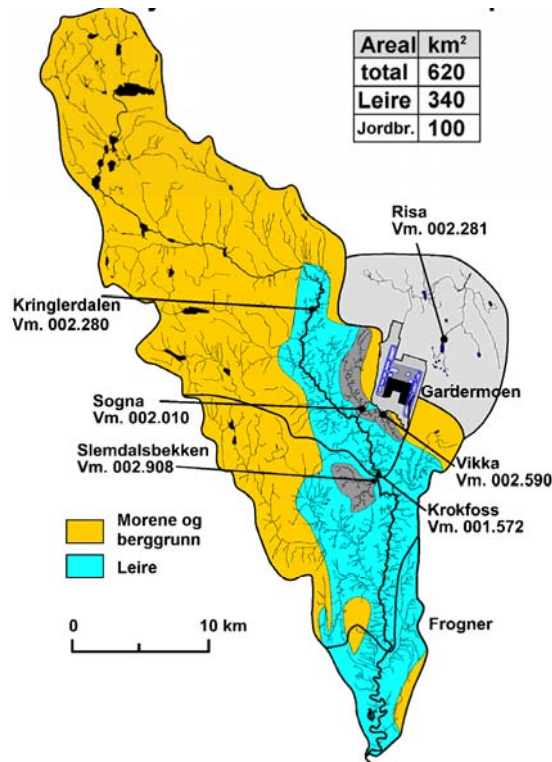 Areal km²
total 620
Leire 340
Jordbr. 100
Risa
Vm. 002.281
Kringlerdalen
Vm. 002.280
Gardermoen
Sogna
Vm. 002.010
Slemdalsbekken
Vm. 002.908
Vikka
Vm. 002.590
Krokfoss
Vm. 001.572
Morene og
berggrunn
Leire
Frogner
0 10 km